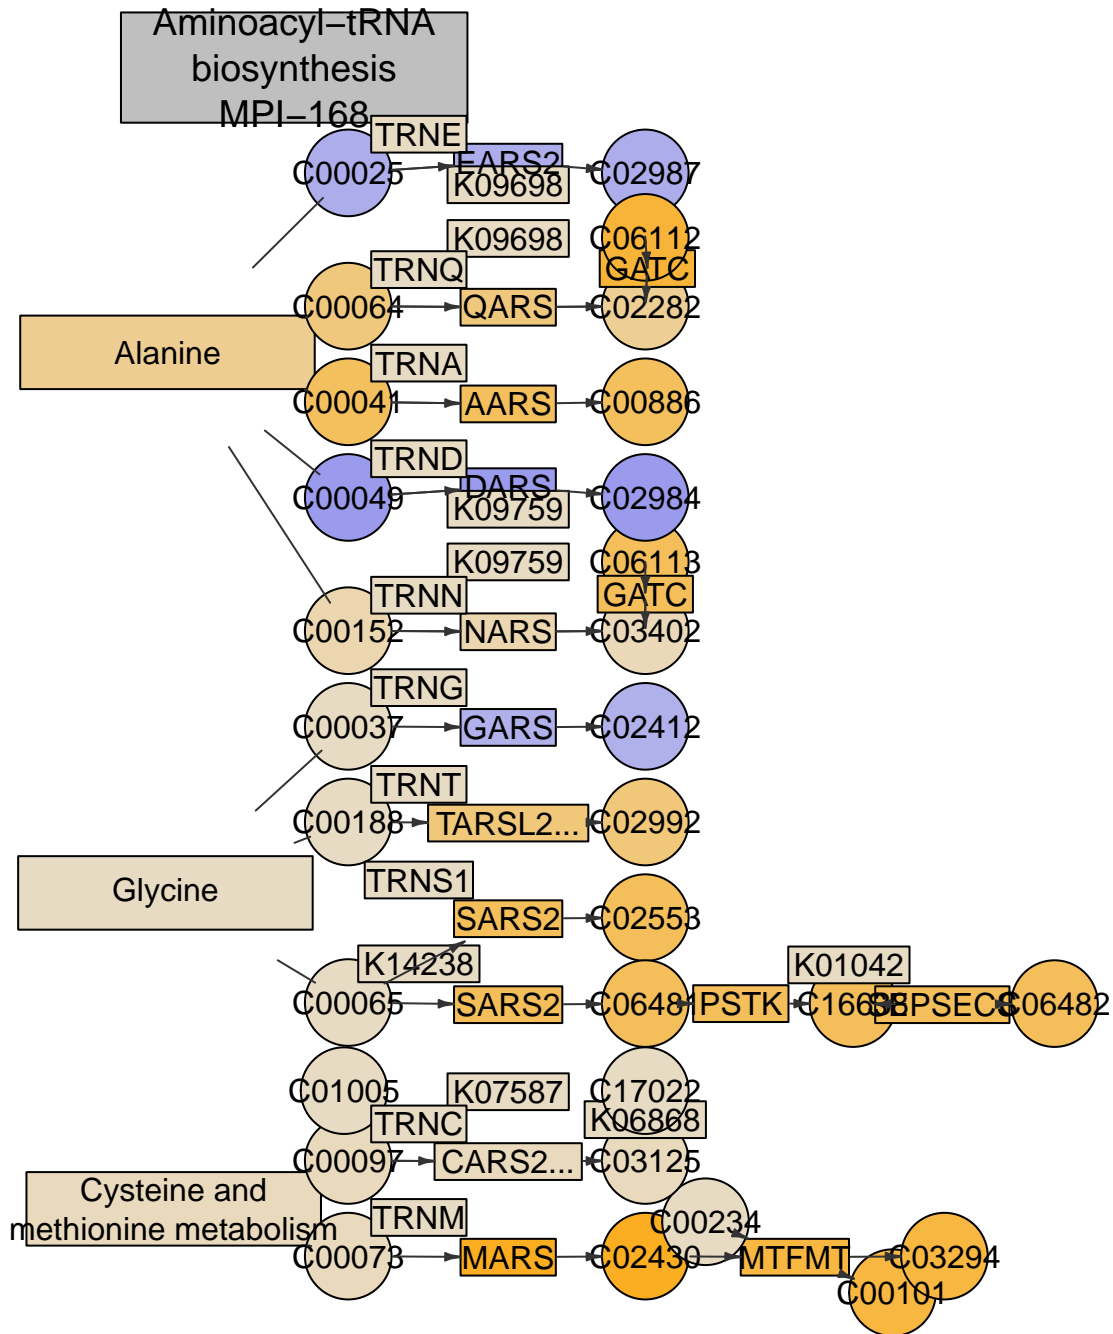 Aminoacyl−tRNA
biosynthesis
MPI−168
TRNE
C00025
EARS2
C02987
K09698
K09698
C06112
TRNQ
GATC
C00064
QARS
C02282
Alanine
TRNA
C00041
AARS
C00886
TRND
DARS
C00049
C02984
K09759
K09759
C06113
TRNN
GATC
C00152
NARS
C03402
TRNG
C00037
GARS
C02412
TRNT
C00188
TARSL2...
C02992
TRNS1
Glycine
SARS2
C02553
K14238
K01042
C00065
SARS2
C06481
PSTK
SEPSECS
C06482
C01005
K07587
C17022
TRNC
K06868
C00097
CARS2...
C03125
Cysteine and
methionine metabolism
TRNM
C00234
C00073
MARS
C02430
MTFMT
C03294
C00101